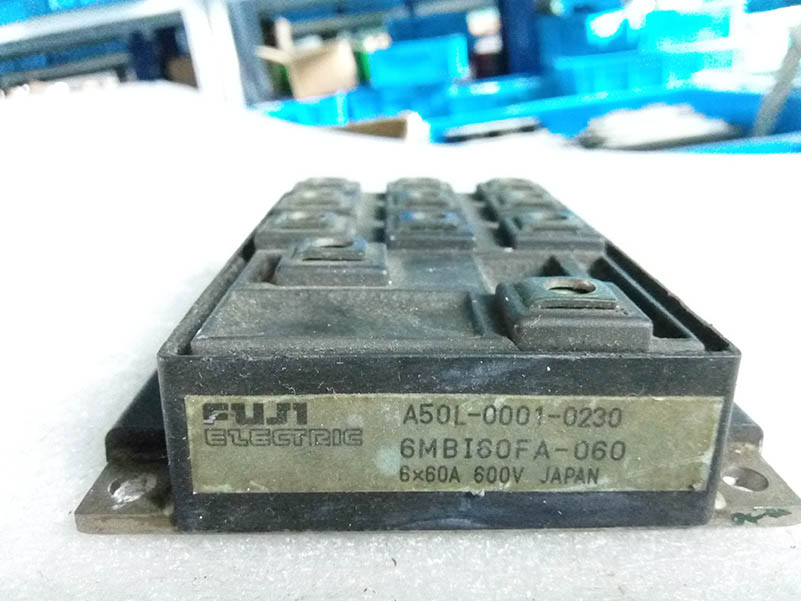 FUJI A50L-0001-0230
ELECTRIC 6MBI60FA-060
6×60A 600V JAPAN